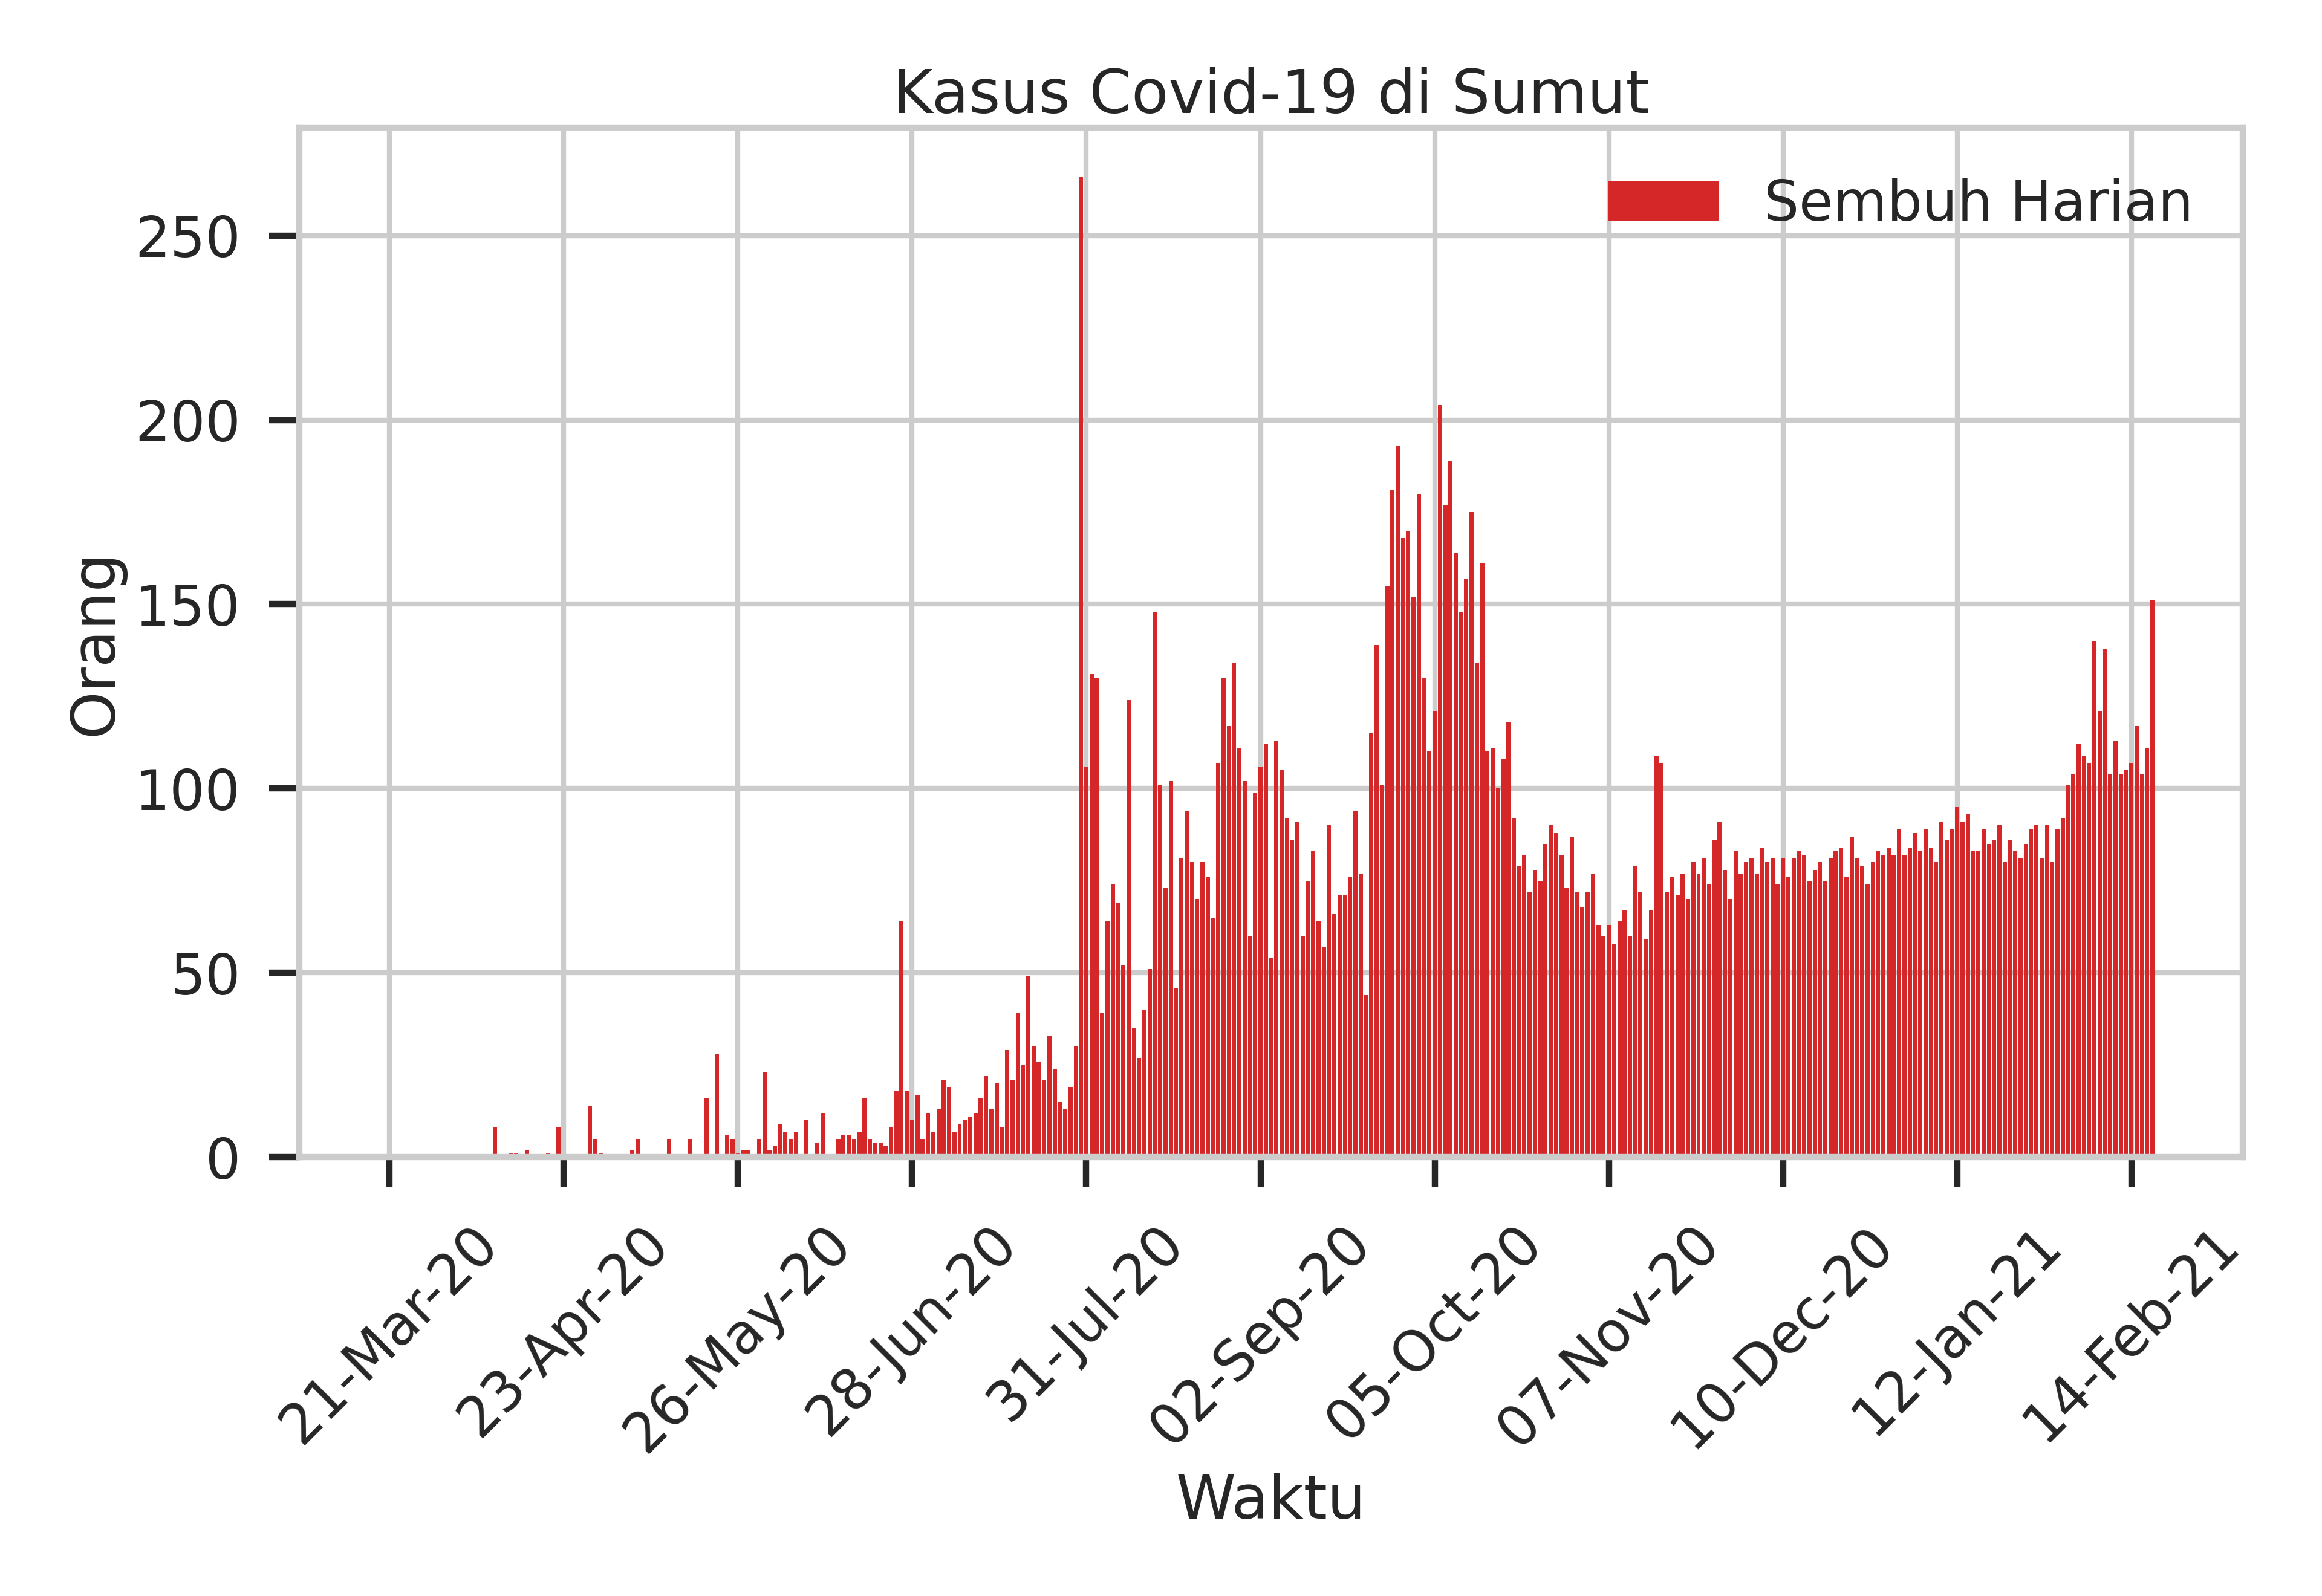 Kasus Covid-19 di Sumut
Sembuh Harian
Orang
250
200
150
100
50
0
21-Mar-20
23-Apr-20
26-May-20
28-Jun-20
31-Jul-20
02-Sep-20
05-Oct-20
07-Nov-20
10-Dec-20
12-Jan-21
14-Feb-21
Waktu